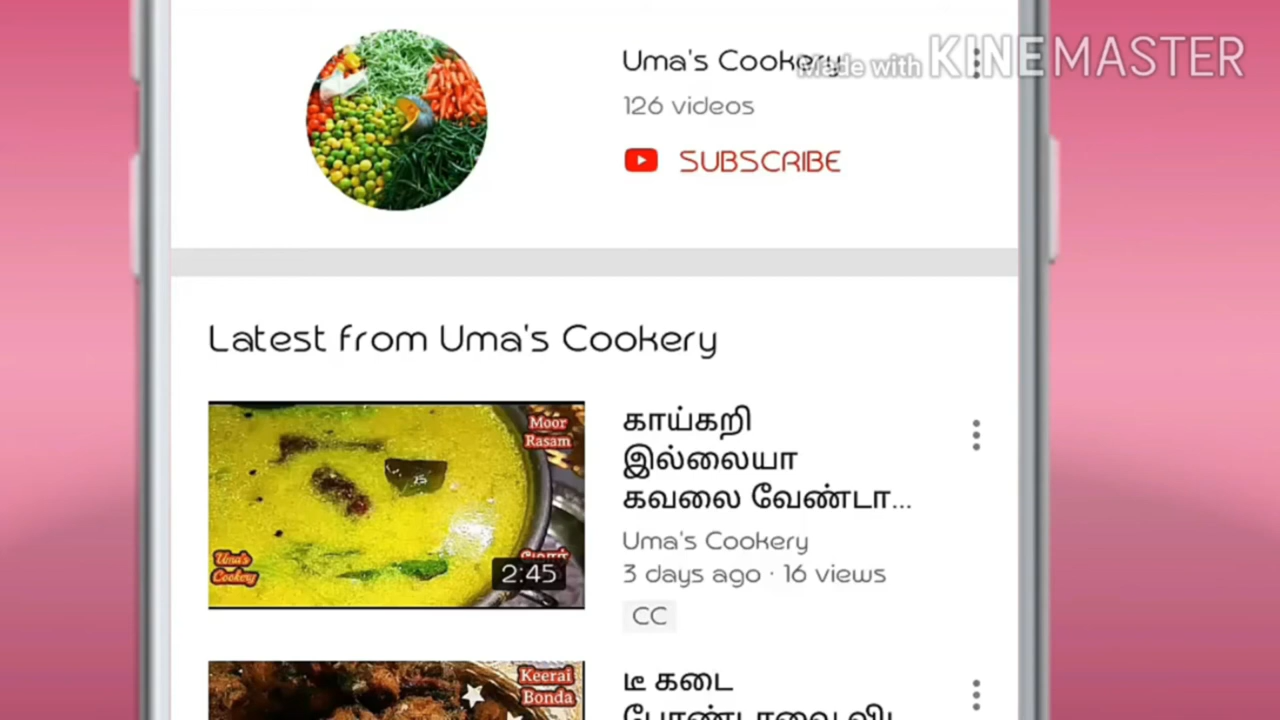 Uma's Cookery
Made with KINEMASTER
126 videos
SUBSCRIBE
Latest from Uma's Cookery
Moor
Rasam
Uma's
Cookery
மோர்
2:45
காய்கறி
இல்லையா
கவலை வேண்டா...
Uma's Cookery
3 days ago · 16 views
CC
Keerai
Bonda
டீ கடை